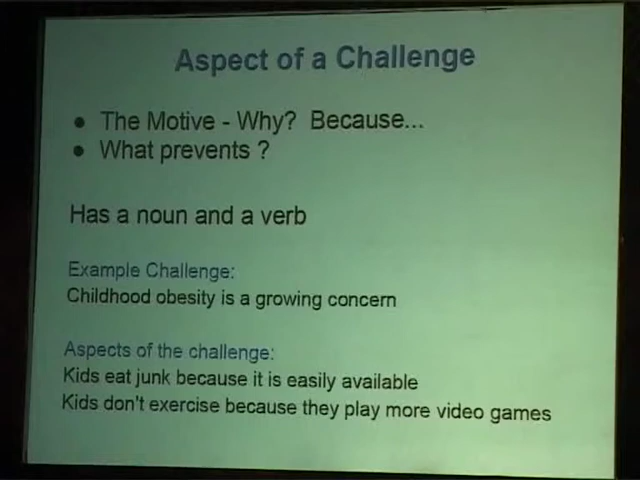 Aspect of a Challenge
● The Motive - Why? Because...
● What prevents ?
Has a noun and a verb
Example Challenge:
Childhood obesity is a growing concern
Aspects of the challenge:
Kids eat junk because it is easily available
Kids don't exercise because they play more video games